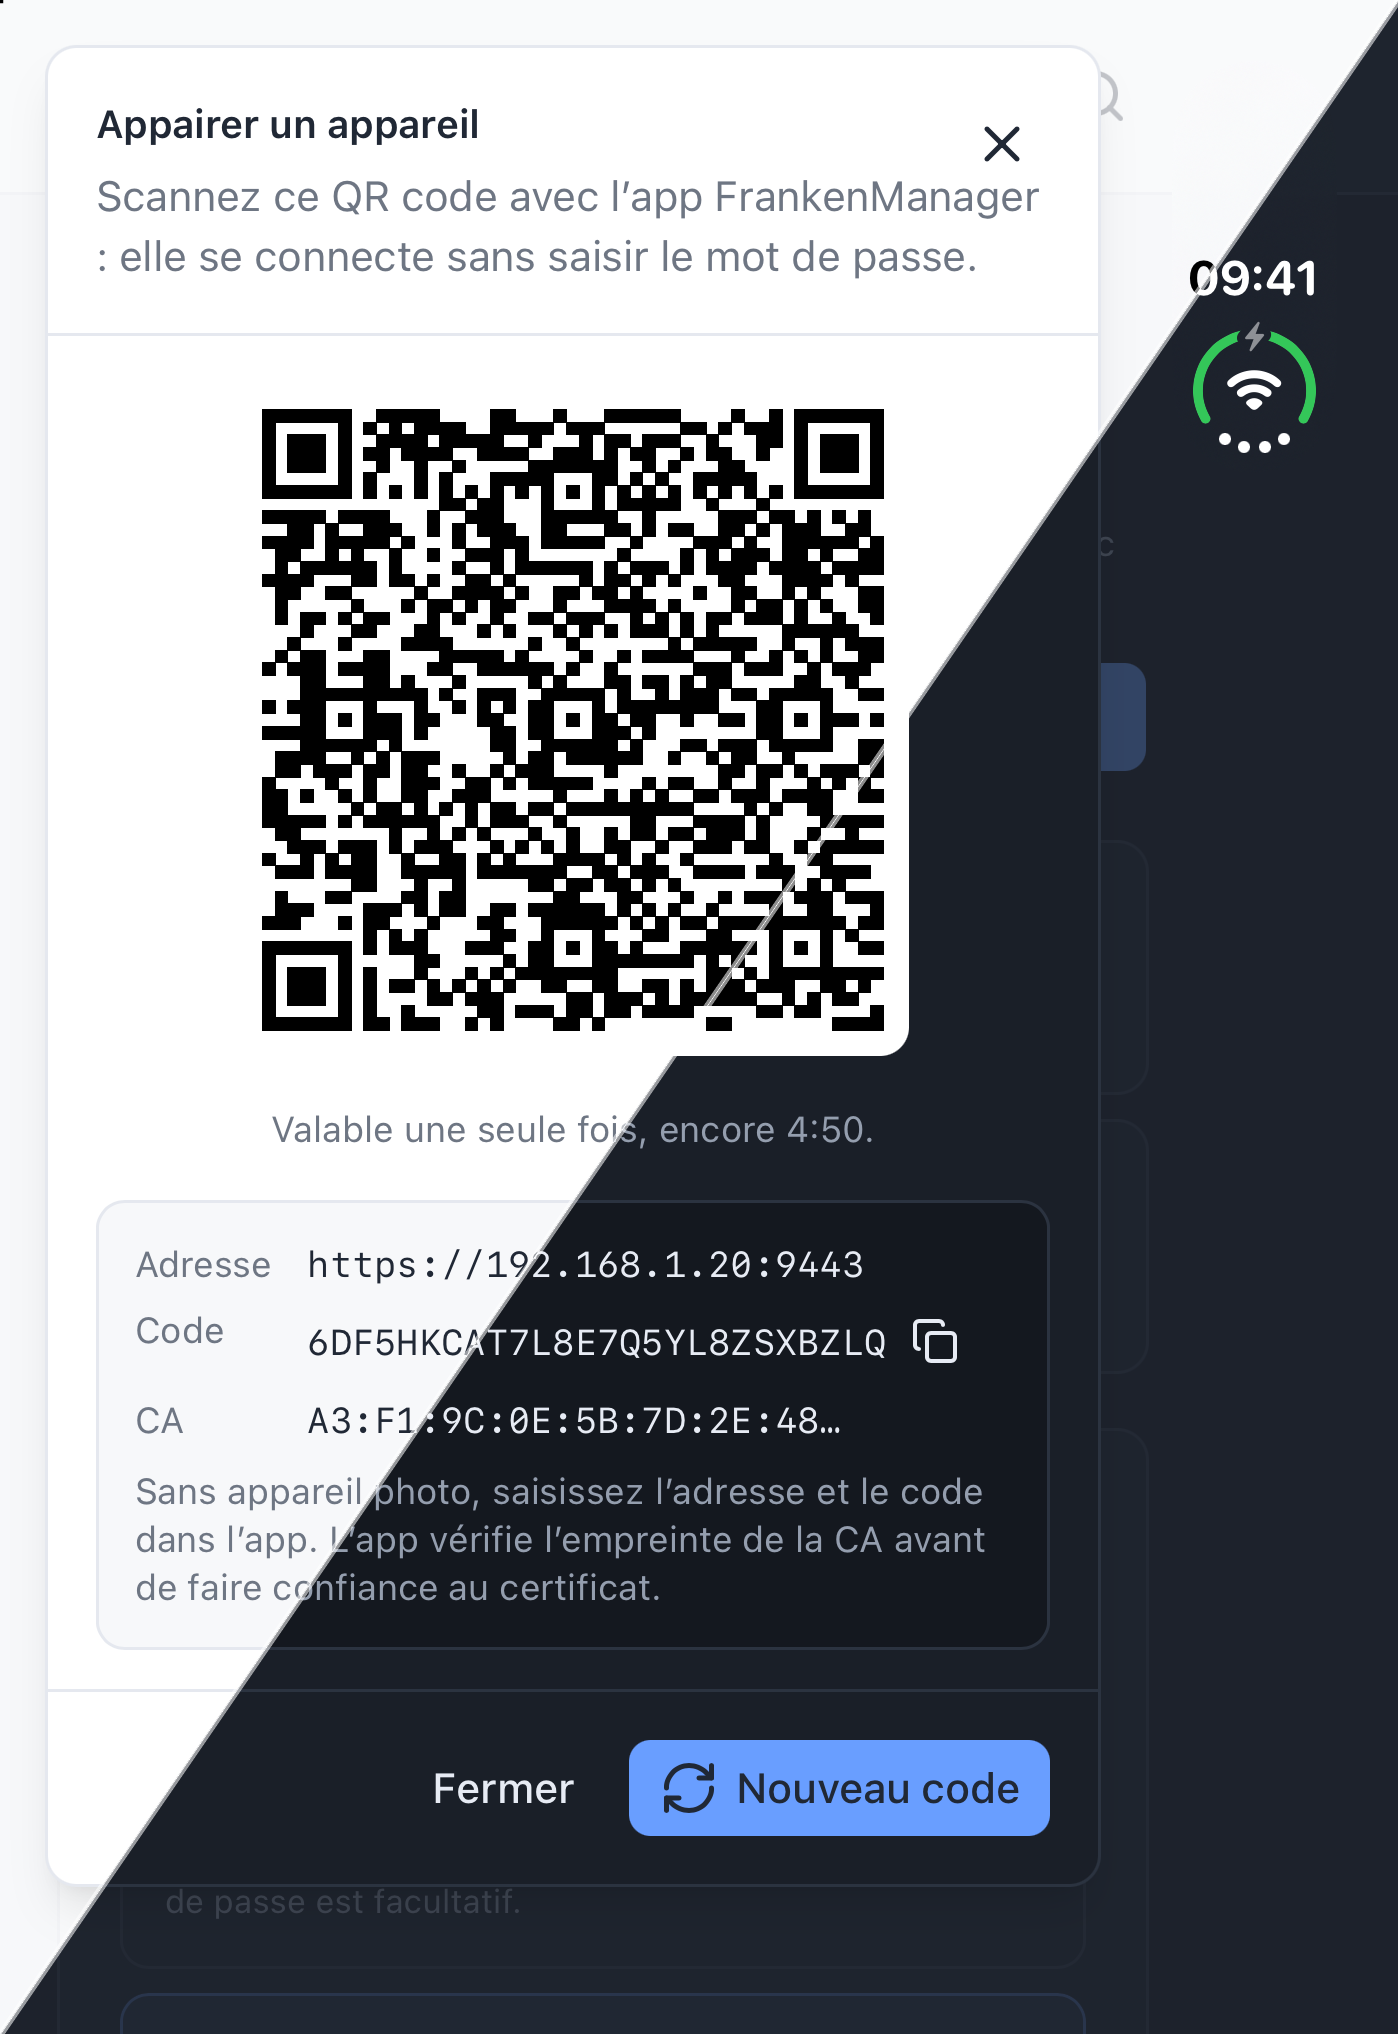 Appairer un appareil
Scannez ce QR code avec l’app FrankenManager
: elle se connecte sans saisir le mot de passe.
09:41
c
Valable une seule fois, encore 4:50.
Adresse https://192.168.1.20:9443
Code 6DF5HKCAT7L8E7Q5YL8ZSXBZLQ
CA A3:F1:9C:0E:5B:7D:2E:48…
Sans appareil photo, saisissez l’adresse et le code
dans l’app. L’app vérifie l’empreinte de la CA avant
de faire confiance au certificat.
Fermer Nouveau code
de passe est facultatif.